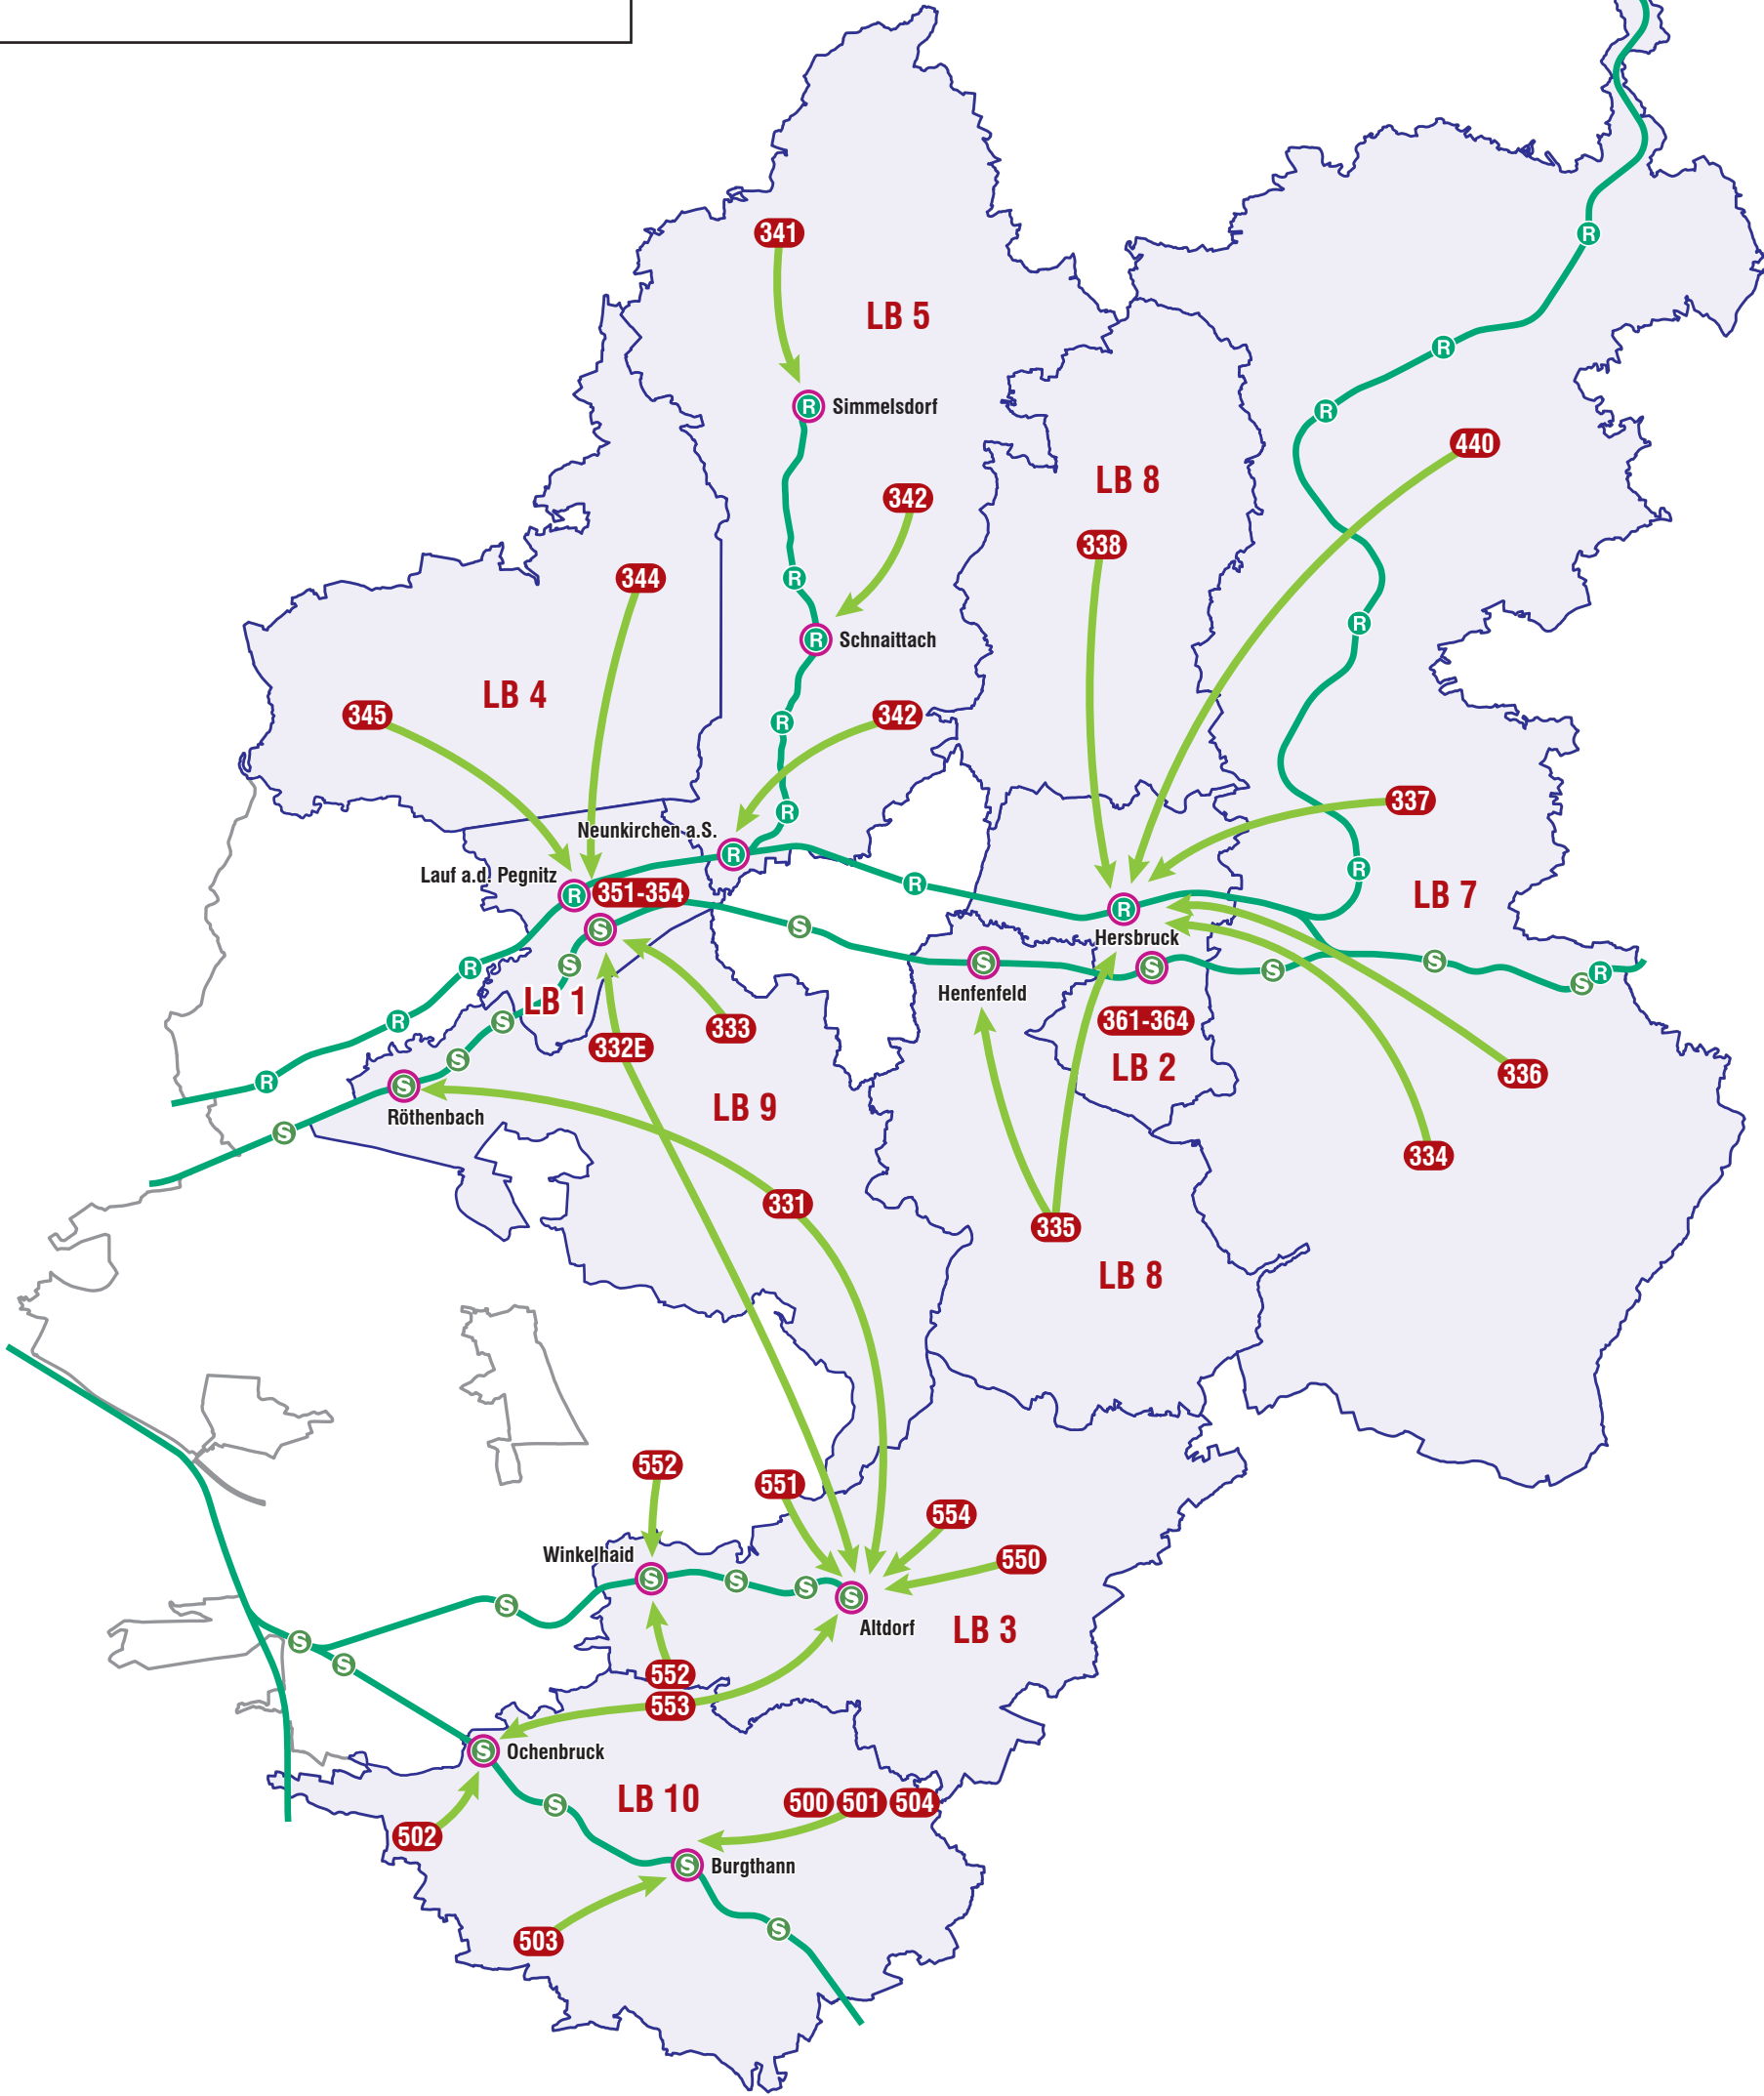 R
341
LB 5
R
R
Simmelsdorf
R
440
LB 8
342
338
344
R
R
R
Schnaittach
LB 4
345
342
R
337
R
Neunkirchen a.S.
R
Lauf a.d. Pegnitz
R
R
R
351-354
LB 7
R
S
S
Hersbruck
R
S
S
S
S
S
S
R
S
Henfenfeld
LB 1
R
S
361-364
333
332E
S
LB 2
336
R
S
Röthenbach
LB 9
S
334
331
335
LB 8
552
551
554
Winkelhaid
550
S
S
S
S
Altdorf
S
LB 3
S
S
552
553
S
Ochenbruck
LB 10
500 501 504
S
502
S
Burgthann
S
503